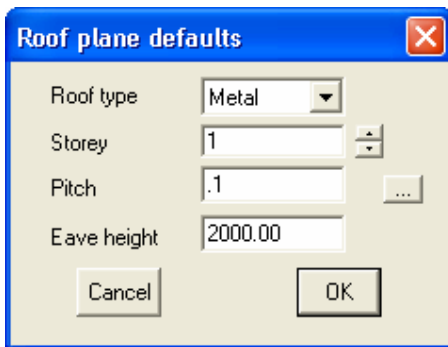 Roof plane defaults
Roof type Metal
Storey 1
Pitch .1 ...
Eave height 2000.00
Cancel OK